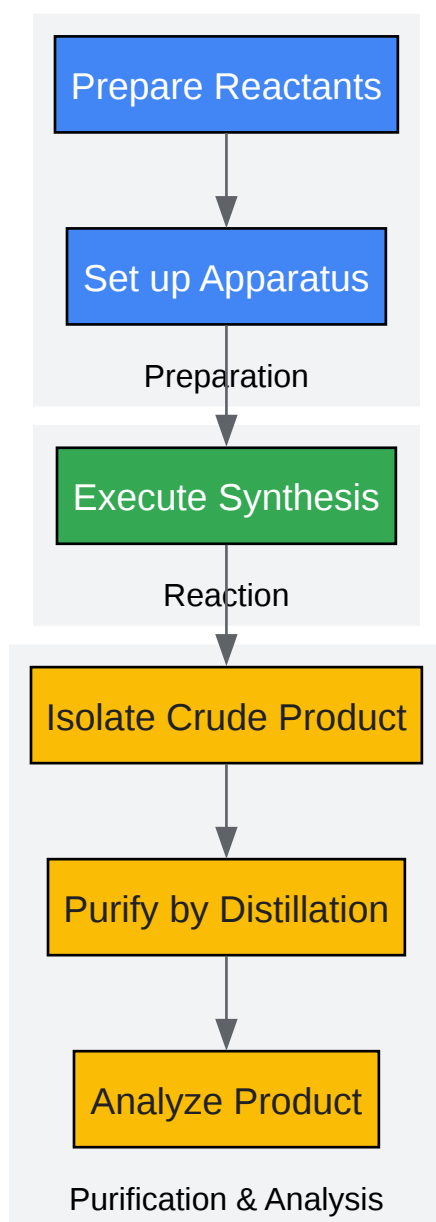 Prepare Reactants
Set up Apparatus
Preparation
Execute Synthesis
Reaction
Isolate Crude Product
Purify by Distillation
Analyze Product
Purification & Analysis